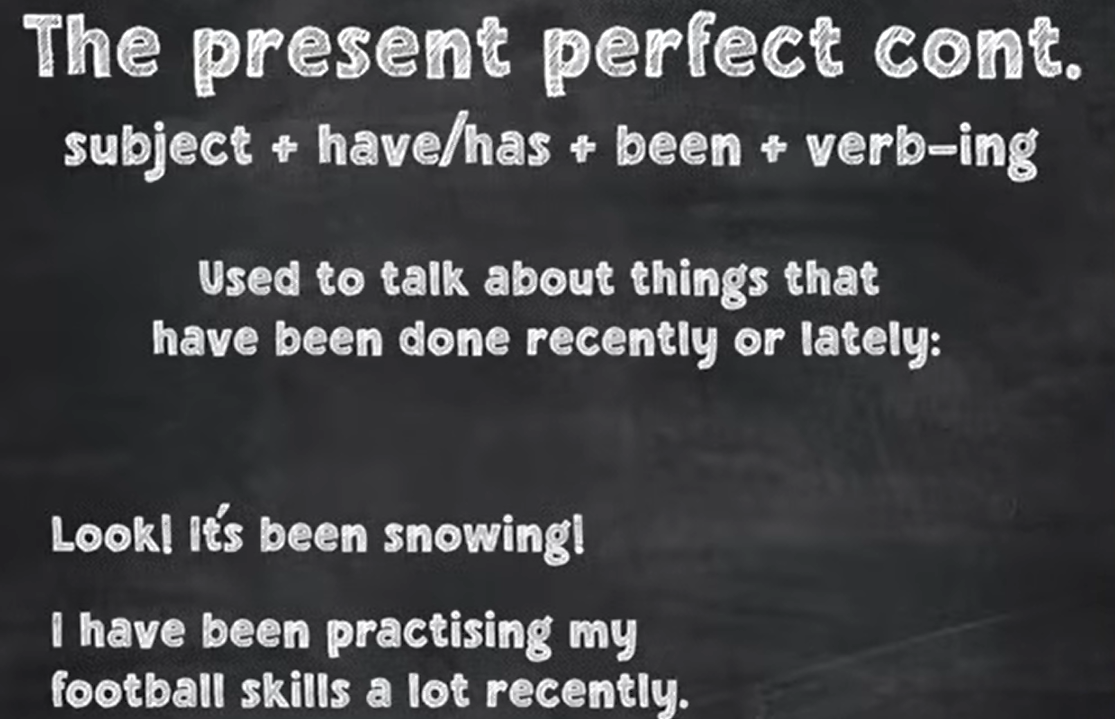 The present perfect cont.
subject + have/has + been + verb-ing
Used to talk about things that
have been done recently or lately:
Look! It's been snowing!
I have been practising my
football skills a lot recently.